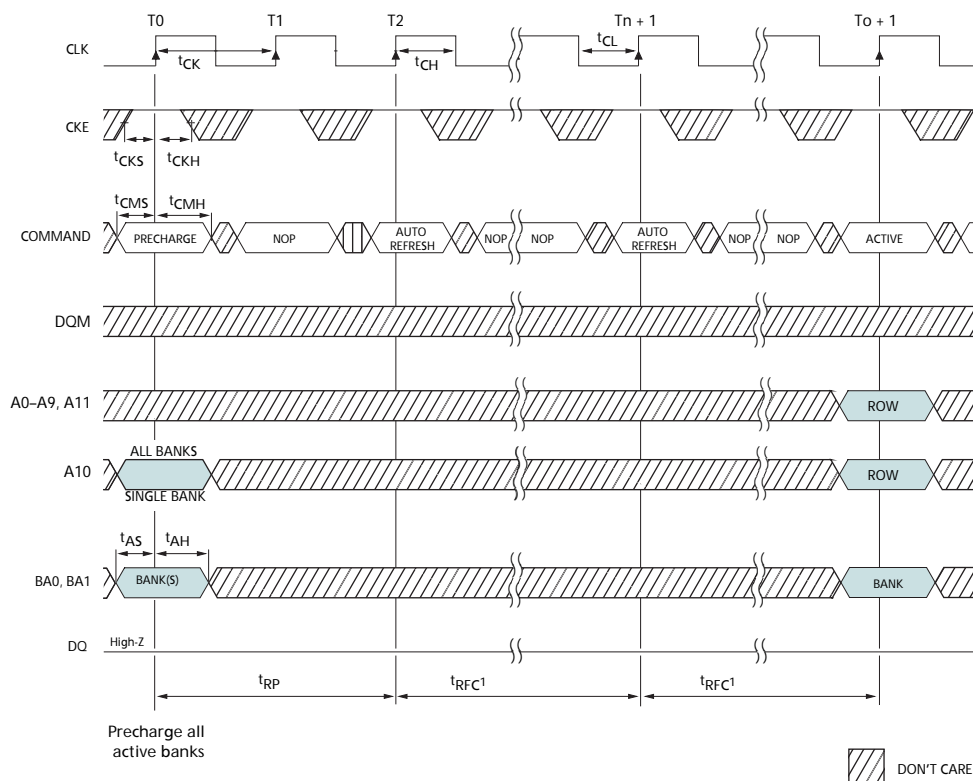 T0 T1 T2 Tn + 1 To + 1
CLK
tCK tCH tCL
CKE
tCKS tCKH
tCMS tCMH
COMMAND PRECHARGE NOP AUTO REFRESH NOP NOP AUTO REFRESH NOP NOP ACTIVE
DQM
A0–A9, A11 ROW
ALL BANKS
A10 ROW
SINGLE BANK
tAS tAH
BA0, BA1 BANK(S) BANK
DQ High-Z
tRP tRFC1 tRFC1
Precharge all
active banks
DON'T CARE